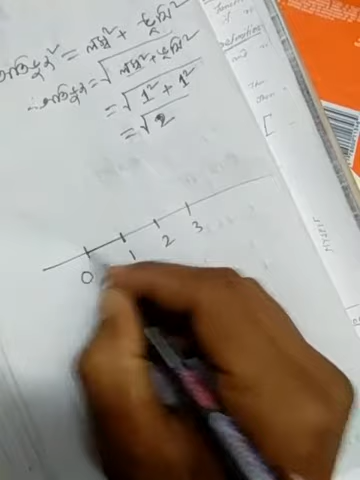 অতিভুজ² = লম্ব² + ভূমি²
∴ অতিভুজ = √লম্ব² + ভূমি²
= √1² + 1²
= √2
0 1 2 3